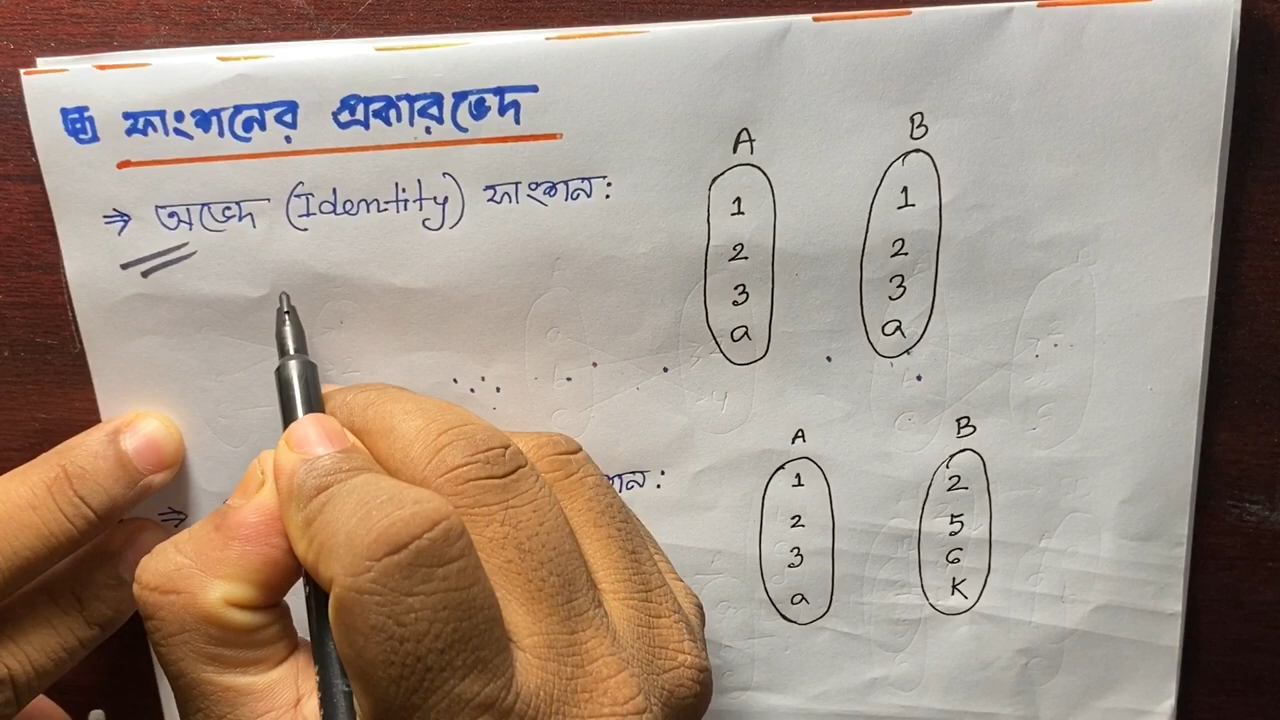 ফাংশনের প্রকারভেদ
⇒ অভেদ (Identity) ফাংশন:
A B
1 1
2 2
3 3
a a
⇒
A B
1 2
2 5
3 6
a K